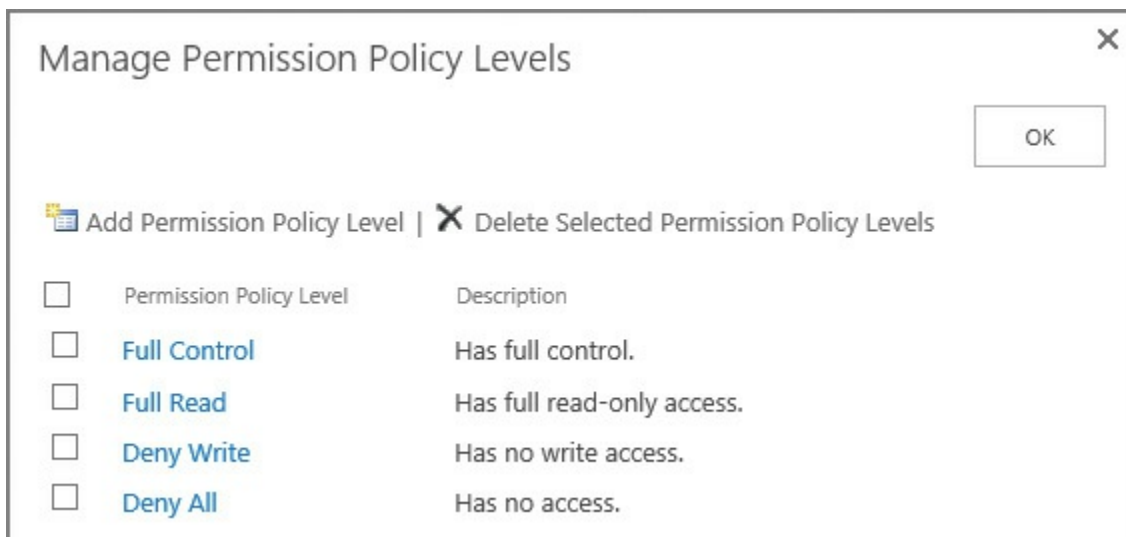 Manage Permission Policy Levels
OK
Add Permission Policy Level | Delete Selected Permission Policy Levels
Permission Policy Level Description
Full Control Has full control.
Full Read Has full read-only access.
Deny Write Has no write access.
Deny All Has no access.